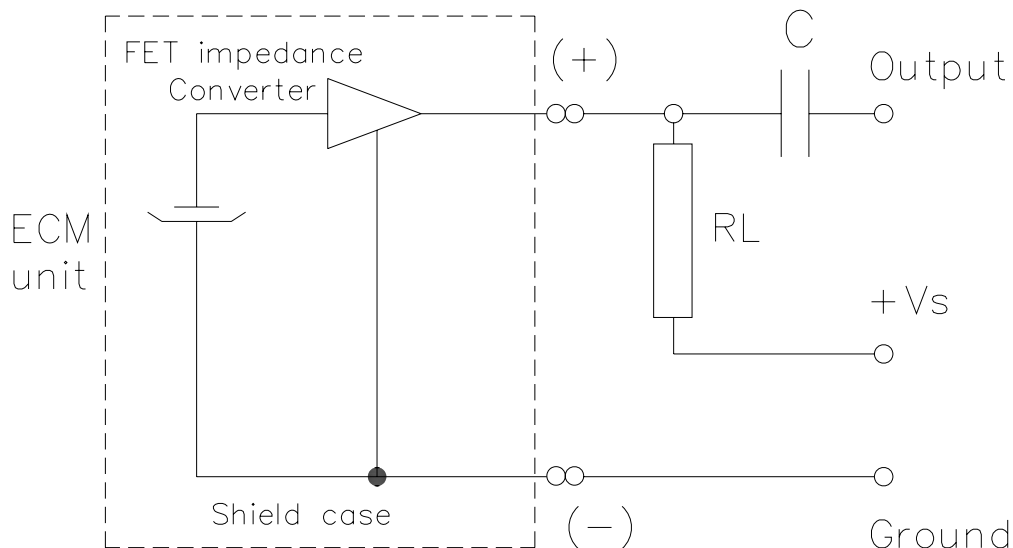 FET impedance
Converter
(+)
C
Output
ECM
unit
RL
+Vs
Shield case
(-)
Ground